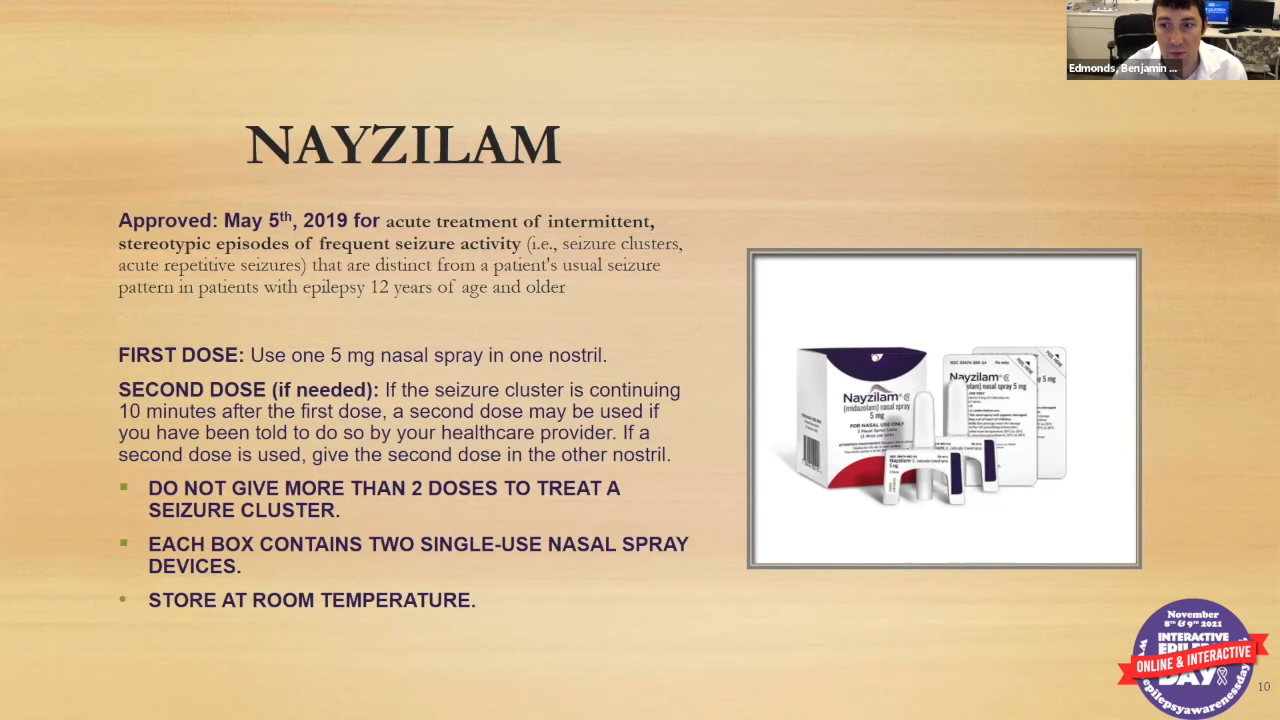 Edmonds, Benjamin ...
NAYZILAM
Approved: May 5th, 2019 for acute treatment of intermittent,
stereotypic episodes of frequent seizure activity (i.e., seizure clusters,
acute repetitive seizures) that are distinct from a patient's usual seizure
pattern in patients with epilepsy 12 years of age and older
FIRST DOSE: Use one 5 mg nasal spray in one nostril.
SECOND DOSE (if needed): If the seizure cluster is continuing
10 minutes after the first dose, a second dose may be used if
you have been told to do so by your healthcare provider. If a
second dose is used, give the second dose in the other nostril.
▪ DO NOT GIVE MORE THAN 2 DOSES TO TREAT A
SEIZURE CLUSTER.
▪ EACH BOX CONTAINS TWO SINGLE-USE NASAL SPRAY
DEVICES.
• STORE AT ROOM TEMPERATURE.
Nayzilam®
(midazolam) nasal spray
5 mg
FOR NASAL USE ONLY
Nayzilam®
nasal spray 5 mg
November
8TH & 9TH 2021
INTERACTIVE
ONLINE & INTERACTIVE
DAY
epilepsyawarenessday
10